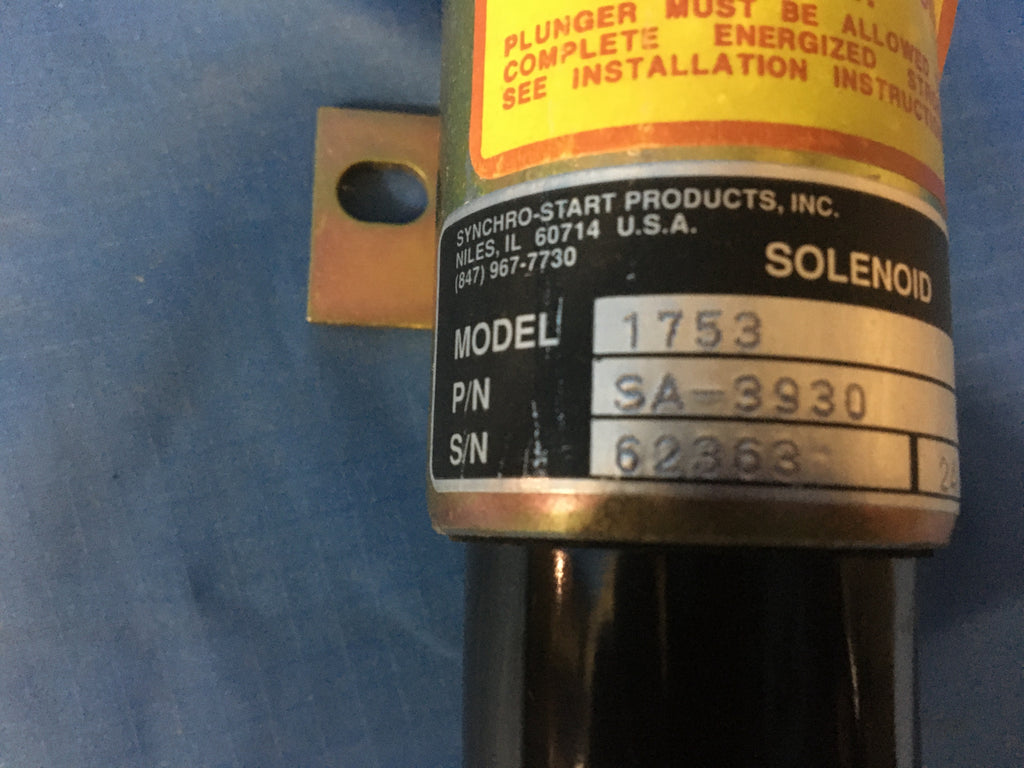 PLUNGER MUST BE ALLOWED
COMPLETE ENERGIZED
SEE INSTALLATION
SYNCHRO-START PRODUCTS, INC.
NILES, IL 60714 U.S.A.
(847) 967-7730
SOLENOID
MODEL 1753
P/N SA-3930
S/N 62363